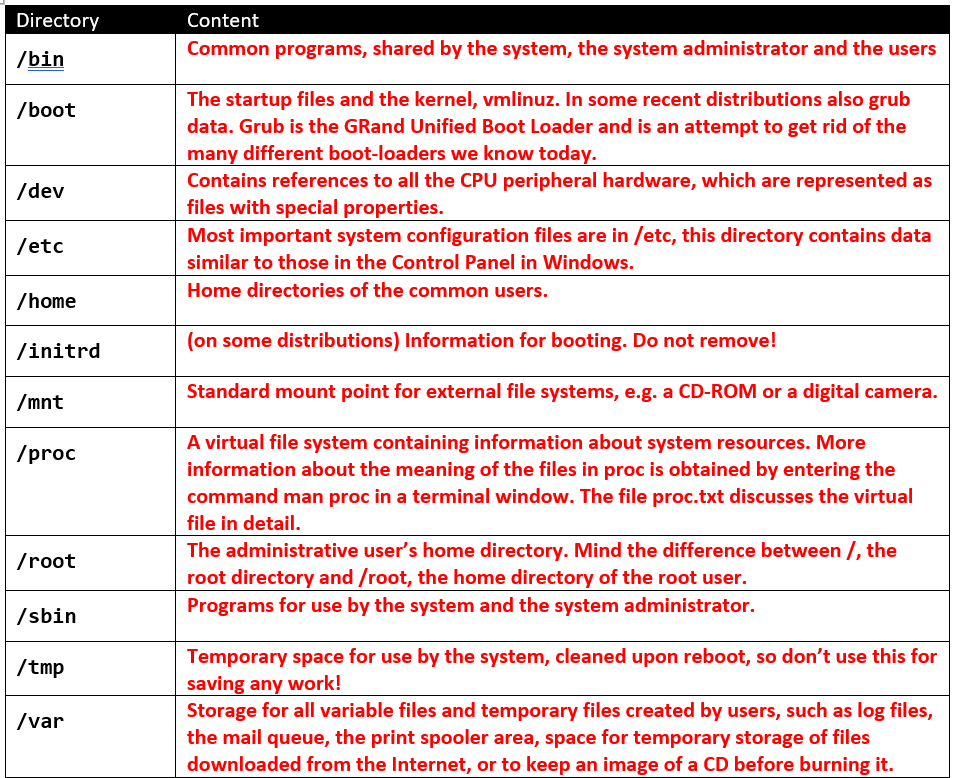 Directory Content
/bin Common programs, shared by the system, the system administrator and the users
/boot The startup files and the kernel, vmlinuz. In some recent distributions also grub
data. Grub is the GRand Unified Boot Loader and is an attempt to get rid of the
many different boot-loaders we know today.
/dev Contains references to all the CPU peripheral hardware, which are represented as
files with special properties.
/etc Most important system configuration files are in /etc, this directory contains data
similar to those in the Control Panel in Windows.
/home Home directories of the common users.
/initrd (on some distributions) Information for booting. Do not remove!
/mnt Standard mount point for external file systems, e.g. a CD-ROM or a digital camera.
/proc A virtual file system containing information about system resources. More
information about the meaning of the files in proc is obtained by entering the
command man proc in a terminal window. The file proc.txt discusses the virtual
file in detail.
/root The administrative user’s home directory. Mind the difference between /, the
root directory and /root, the home directory of the root user.
/sbin Programs for use by the system and the system administrator.
/tmp Temporary space for use by the system, cleaned upon reboot, so don’t use this for
saving any work!
/var Storage for all variable files and temporary files created by users, such as log files,
the mail queue, the print spooler area, space for temporary storage of files
downloaded from the Internet, or to keep an image of a CD before burning it.